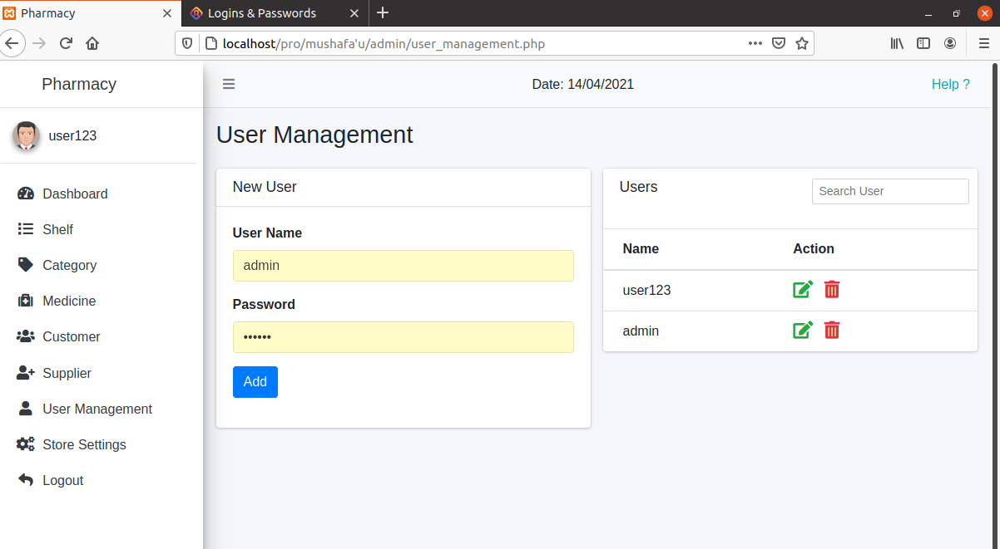 Pharmacy
Logins & Passwords
localhost/pro/mushafa'u/admin/user_management.php
Pharmacy
Date: 14/04/2021
Help ?
user123
Dashboard
Shelf
Category
Medicine
Customer
Supplier
User Management
Store Settings
Logout
User Management
New User
User Name
admin
Password
••••••
Add
Users
Search User
Name Action
user123
admin